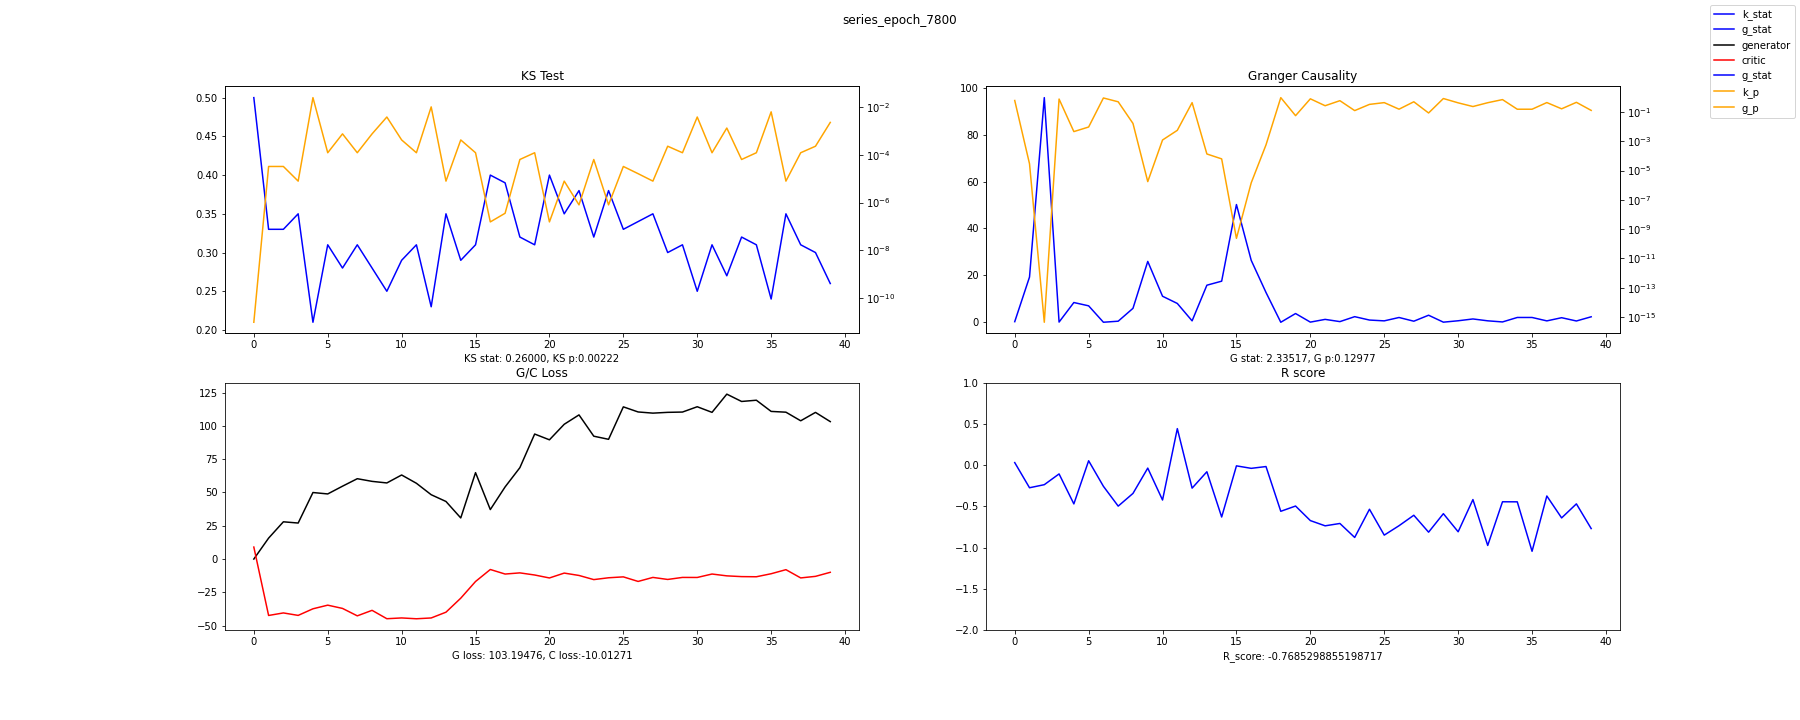 series_epoch_7800
k_stat
g_stat
generator
critic
g_stat
k_p
g_p
KS Test
0.50
0.45
0.40
0.35
0.30
0.25
0.20
10^-2
10^-4
10^-6
10^-8
10^-10
0 5 10 15 20 25 30 35 40
KS stat: 0.26000, KS p:0.00222
Granger Causality
100
80
60
40
20
0
10^-1
10^-3
10^-5
10^-7
10^-9
10^-11
10^-13
10^-15
0 5 10 15 20 25 30 35 40
G stat: 2.33517, G p:0.12977
G/C Loss
125
100
75
50
25
0
−25
−50
0 5 10 15 20 25 30 35 40
G loss: 103.19476, C loss:-10.01271
R score
1.0
0.5
0.0
−0.5
−1.0
−1.5
−2.0
0 5 10 15 20 25 30 35 40
R_score: -0.7685298855198717